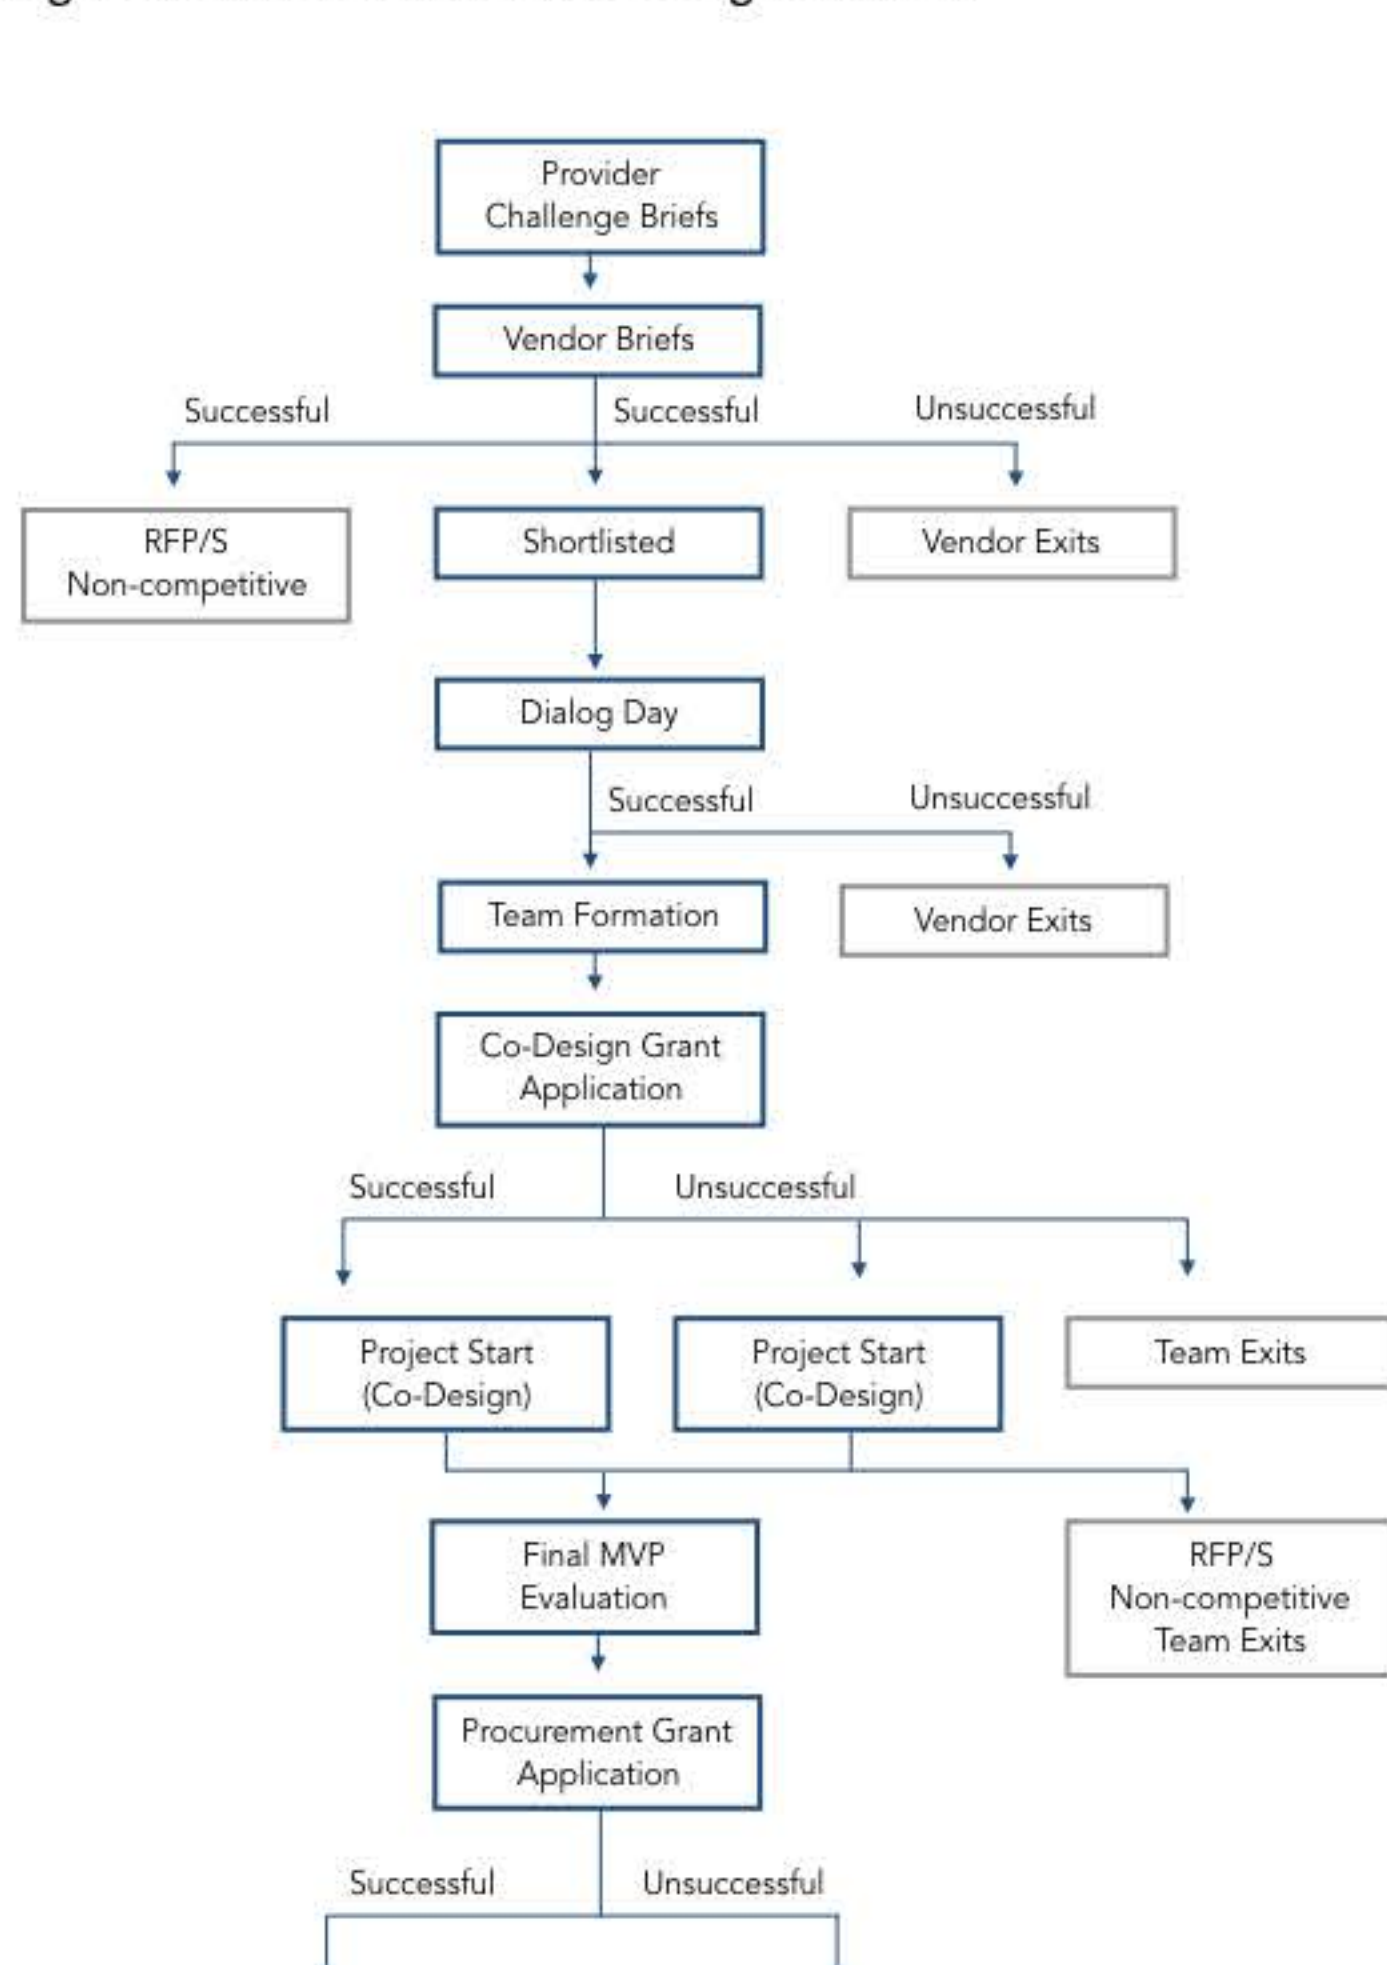 Provider
Challenge Briefs
Vendor Briefs
Successful
Successful
Unsuccessful
RFP/S
Non-competitive
Shortlisted
Vendor Exits
Dialog Day
Successful
Unsuccessful
Team Formation
Vendor Exits
Co-Design Grant
Application
Successful
Unsuccessful
Project Start
(Co-Design)
Project Start
(Co-Design)
Team Exits
Final MVP
Evaluation
RFP/S
Non-competitive
Team Exits
Procurement Grant
Application
Successful
Unsuccessful